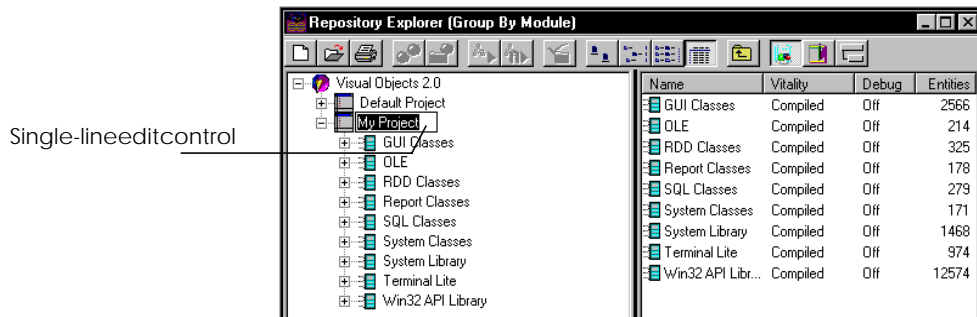 Repository Explorer (Group By Module)
Visual Objects 2.0
Default Project
My Project
GUI Classes
OLE
RDD Classes
Report Classes
SQL Classes
System Classes
System Library
Terminal Lite
Win32 API Library
Single-lineeditcontrol
Name Vitality Debug Entities
GUI Classes Compiled Off 2566
OLE Compiled Off 214
RDD Classes Compiled Off 325
Report Classes Compiled Off 178
SQL Classes Compiled Off 279
System Classes Compiled Off 171
System Library Compiled Off 1468
Terminal Lite Compiled Off 974
Win32 API Libr... Compiled Off 12574